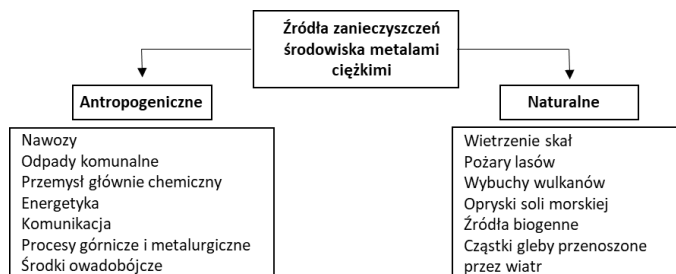 Źródła zanieczyszczeń
środowiska metalami
ciężkimi
Antropogeniczne
Nawozy
Odpady komunalne
Przemysł głównie chemiczny
Energetyka
Komunikacja
Procesy górnicze i metalurgiczne
Środki owadobójcze
Naturalne
Wietrzenie skał
Pożary lasów
Wybuchy wulkanów
Opryski soli morskiej
Źródła biogenne
Cząstki gleby przenoszone
przez wiatr